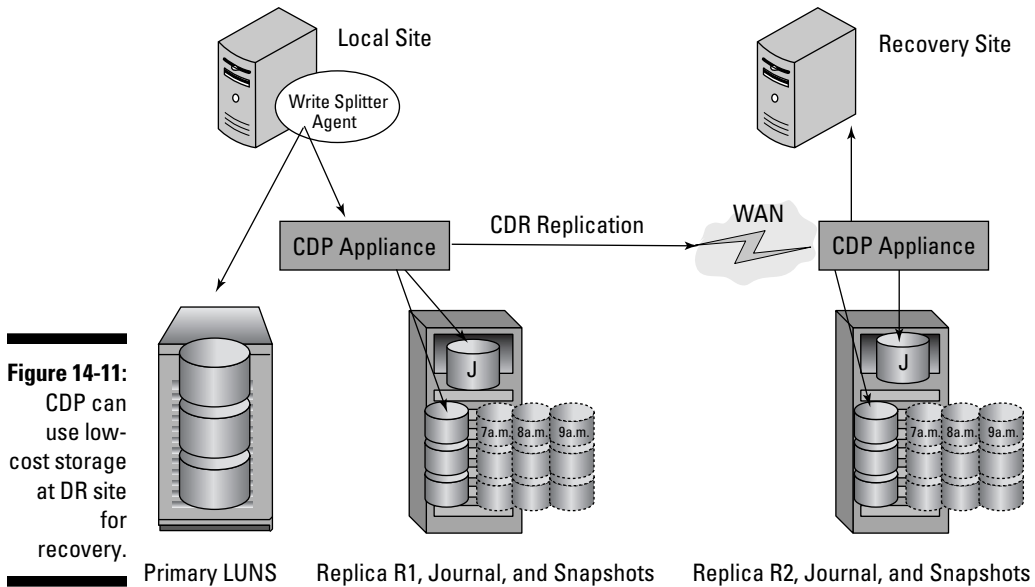 Local Site
Recovery Site
Write Splitter
Agent
CDR Replication
WAN
CDP Appliance
CDP Appliance
J
J
7a.m.
8a.m.
9a.m.
7a.m.
8a.m.
9a.m.
Figure 14-11:
CDP can
use low-
cost storage
at DR site
for
recovery.
Primary LUNS
Replica R1, Journal, and Snapshots
Replica R2, Journal, and Snapshots